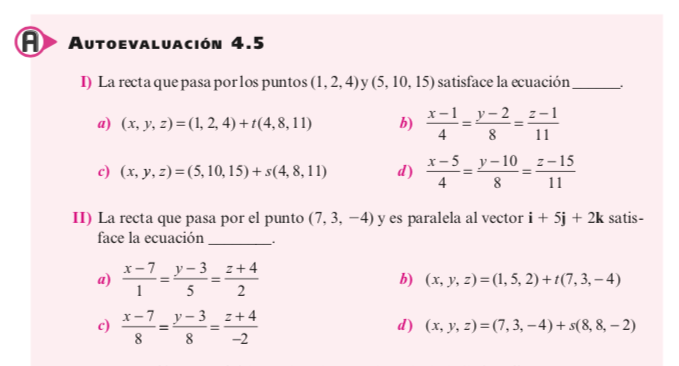 A AUTOEVALUACIÓN 4.5
I) La recta que pasa por los puntos (1, 2, 4) y (5, 10, 15) satisface la ecuación ______.
a) (x, y, z) = (1, 2, 4) + t(4, 8, 11)
b) (x − 1)/4 = (y − 2)/8 = (z − 1)/11
c) (x, y, z) = (5, 10, 15) + s(4, 8, 11)
d) (x − 5)/4 = (y − 10)/8 = (z − 15)/11
II) La recta que pasa por el punto (7, 3, −4) y es paralela al vector i + 5j + 2k satis-
face la ecuación ________.
a) (x − 7)/1 = (y − 3)/5 = (z + 4)/2
b) (x, y, z) = (1, 5, 2) + t(7, 3, − 4)
c) (x − 7)/8 = (y − 3)/8 = (z + 4)/−2
d) (x, y, z) = (7, 3, −4) + s(8, 8, − 2)